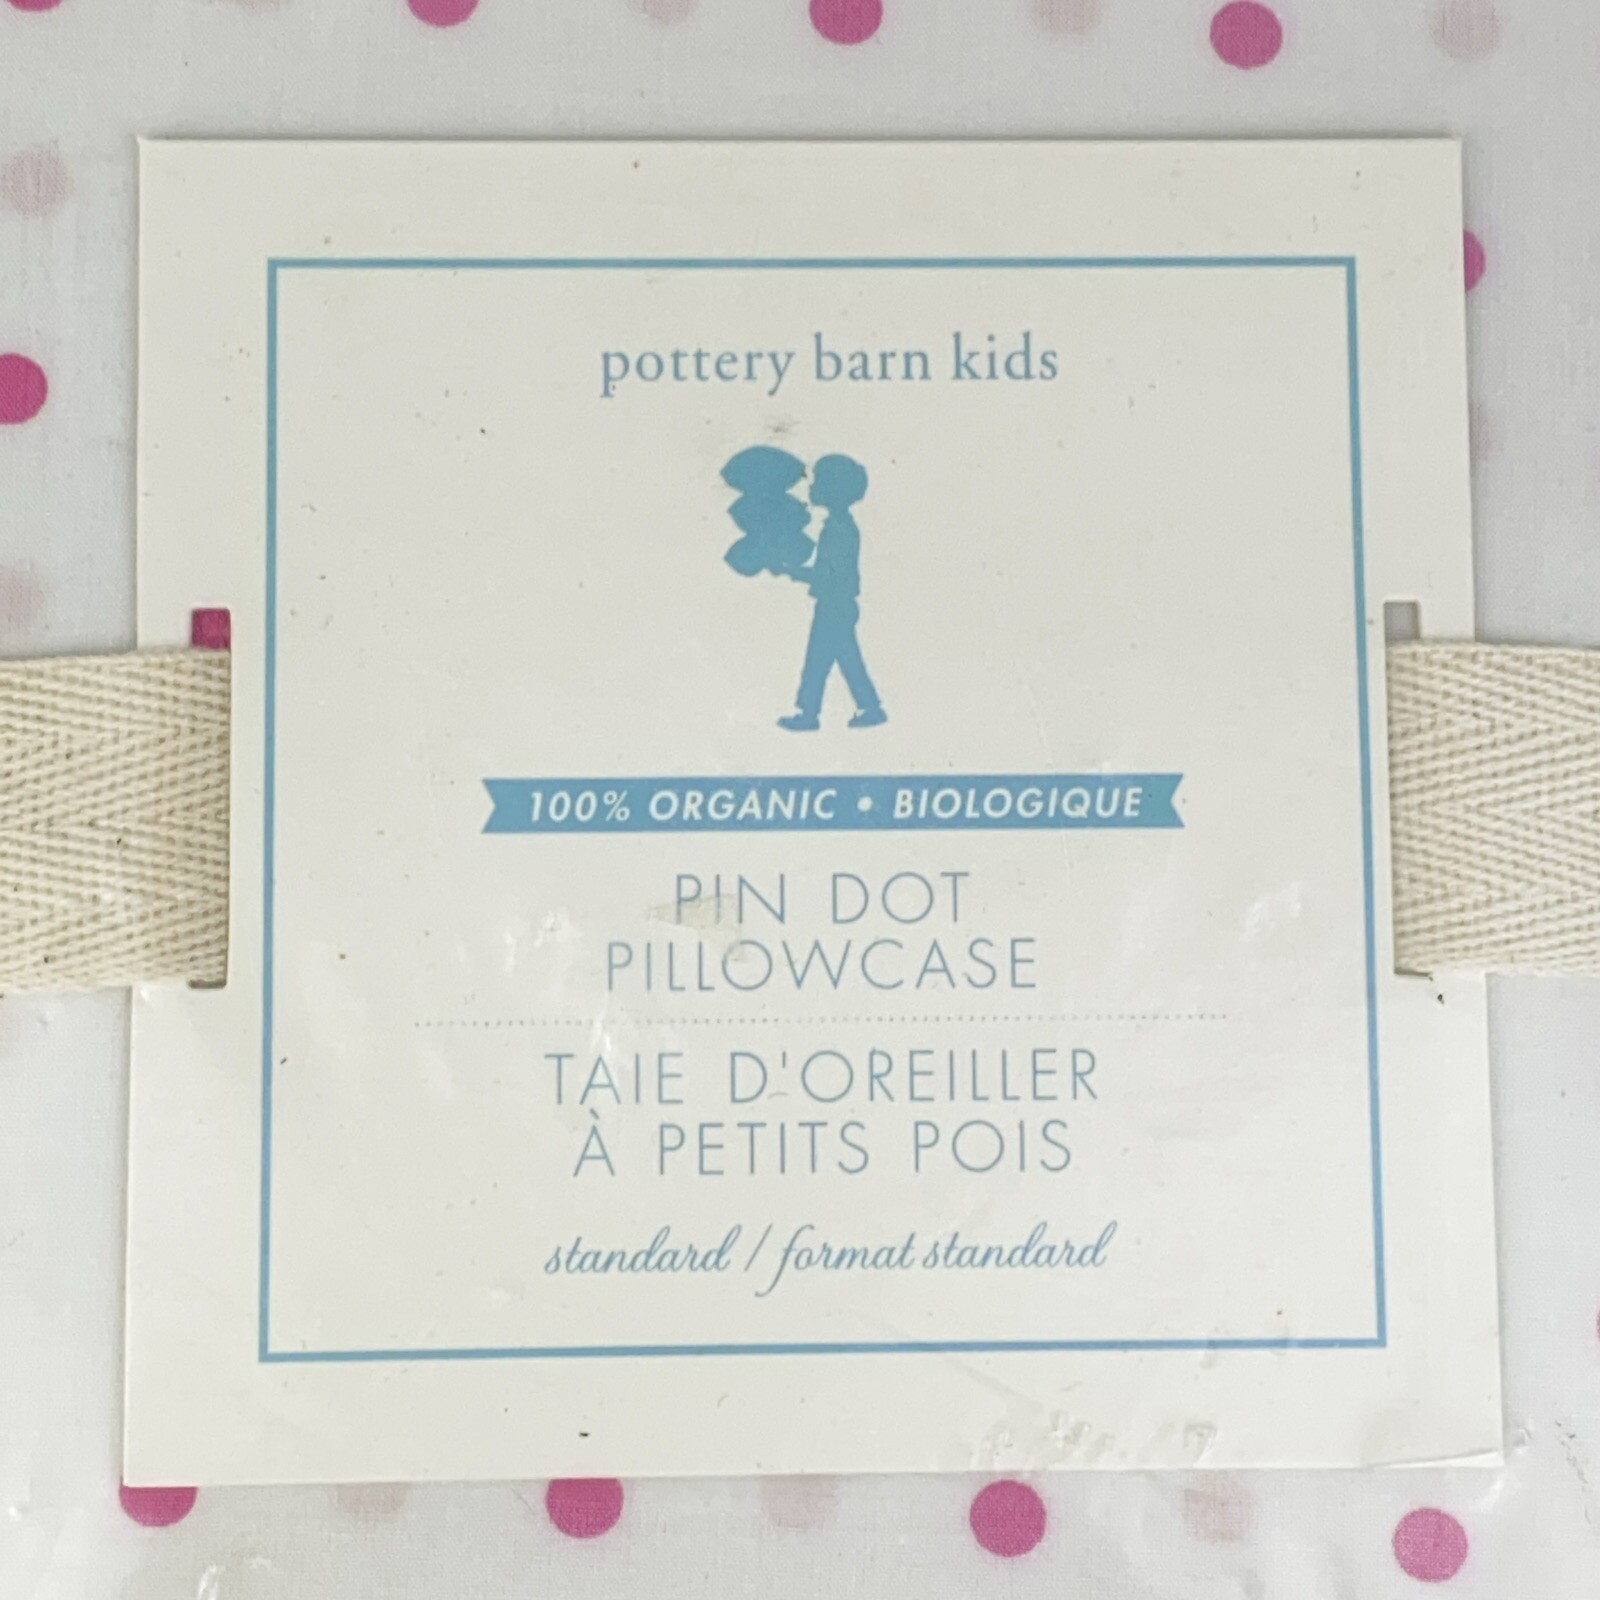 pottery barn kids
100% ORGANIC • BIOLOGIQUE
PIN DOT
PILLOWCASE
TAIE D'OREILLER
À PETITS POIS
standard / format standard